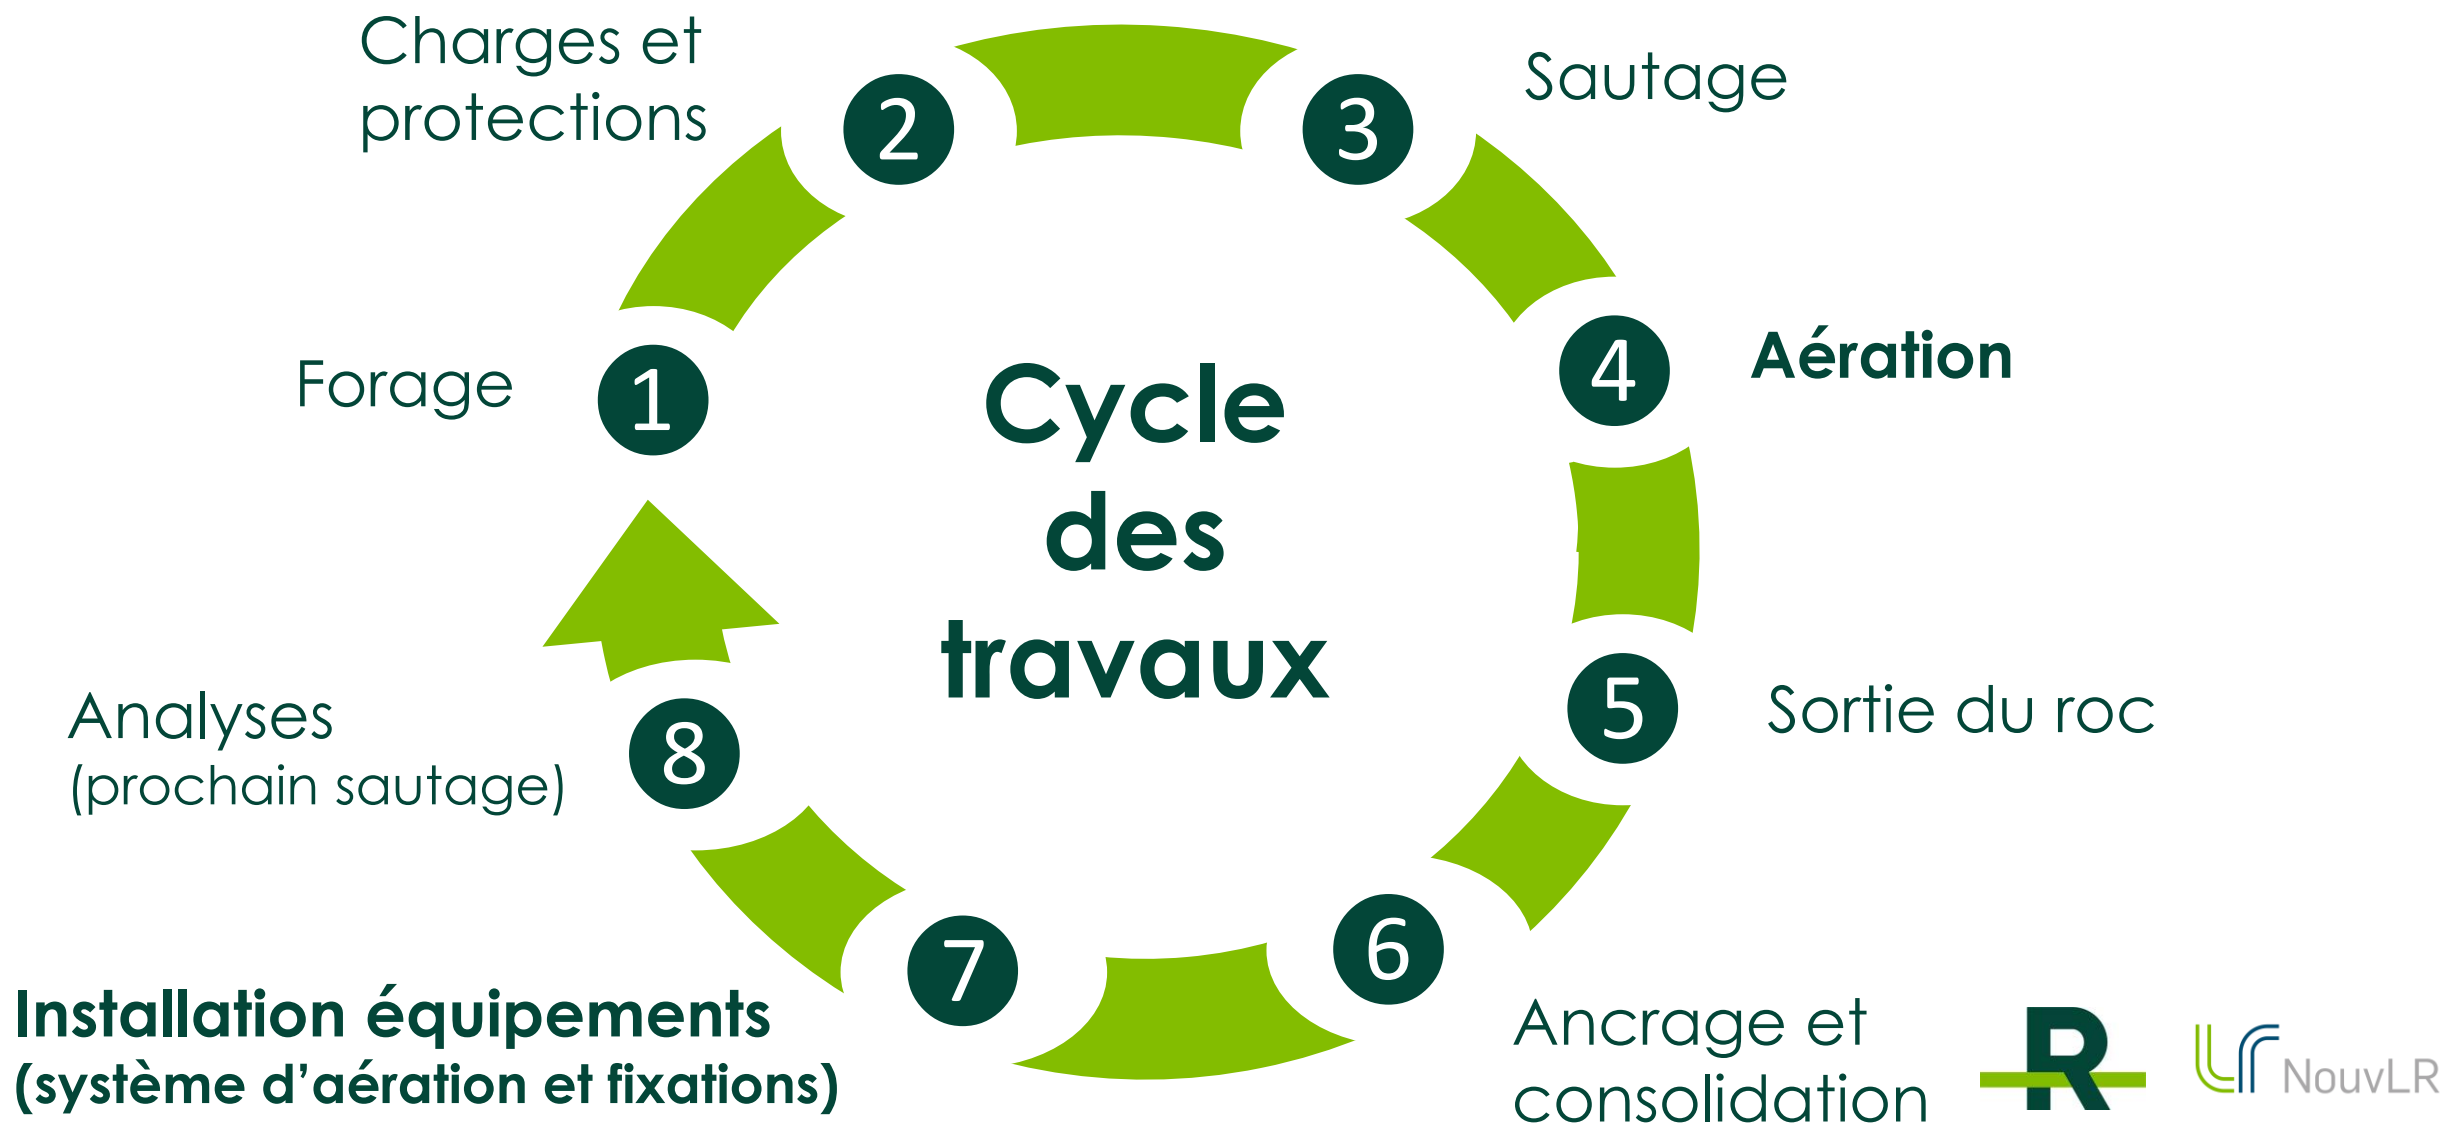 Cycle
des
travaux
1
Forage
2
Charges et
protections
3
Sautage
4
Aération
5
Sortie du roc
6
Ancrage et
consolidation
7
Installation équipements
(système d’aération et fixations)
8
Analyses
(prochain sautage)
R
NouvLR